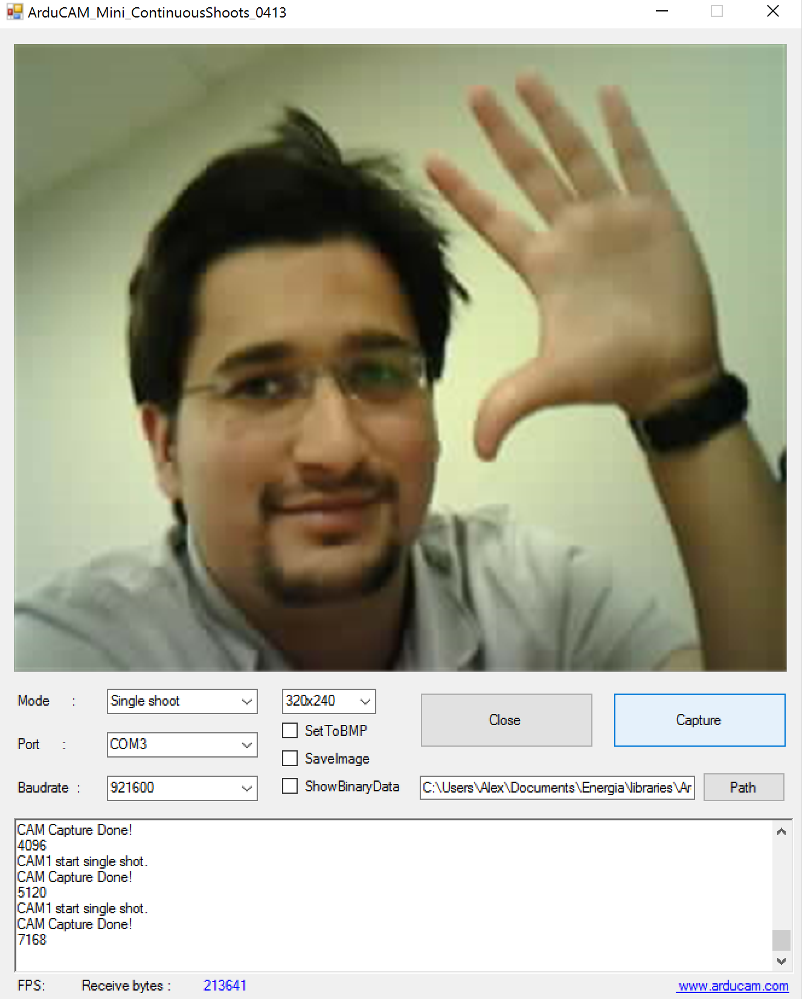 ArduCAM_Mini_ContinuousShoots_0413
Mode :
Single shoot
320x240
Close
Capture
SetToBMP
Port :
COM3
SaveImage
Baudrate :
921600
ShowBinaryData
C:\Users\Alex\Documents\Energia\libraries\Ar
Path
CAM Capture Done!
4096
CAM1 start single shot.
CAM Capture Done!
5120
CAM1 start single shot.
CAM Capture Done!
7168
FPS: Receive bytes : 213641
www.arducam.com